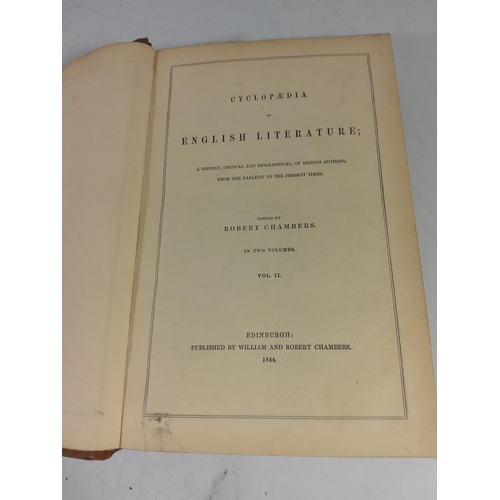 CYCLOPÆDIA
OF
ENGLISH LITERATURE;
A HISTORY, CRITICAL AND BIOGRAPHICAL, OF BRITISH AUTHORS,
FROM THE EARLIEST TO THE PRESENT TIMES.
EDITED BY
ROBERT CHAMBERS.
IN TWO VOLUMES.
VOL. II.
EDINBURGH:
PUBLISHED BY WILLIAM AND ROBERT CHAMBERS.
1844.